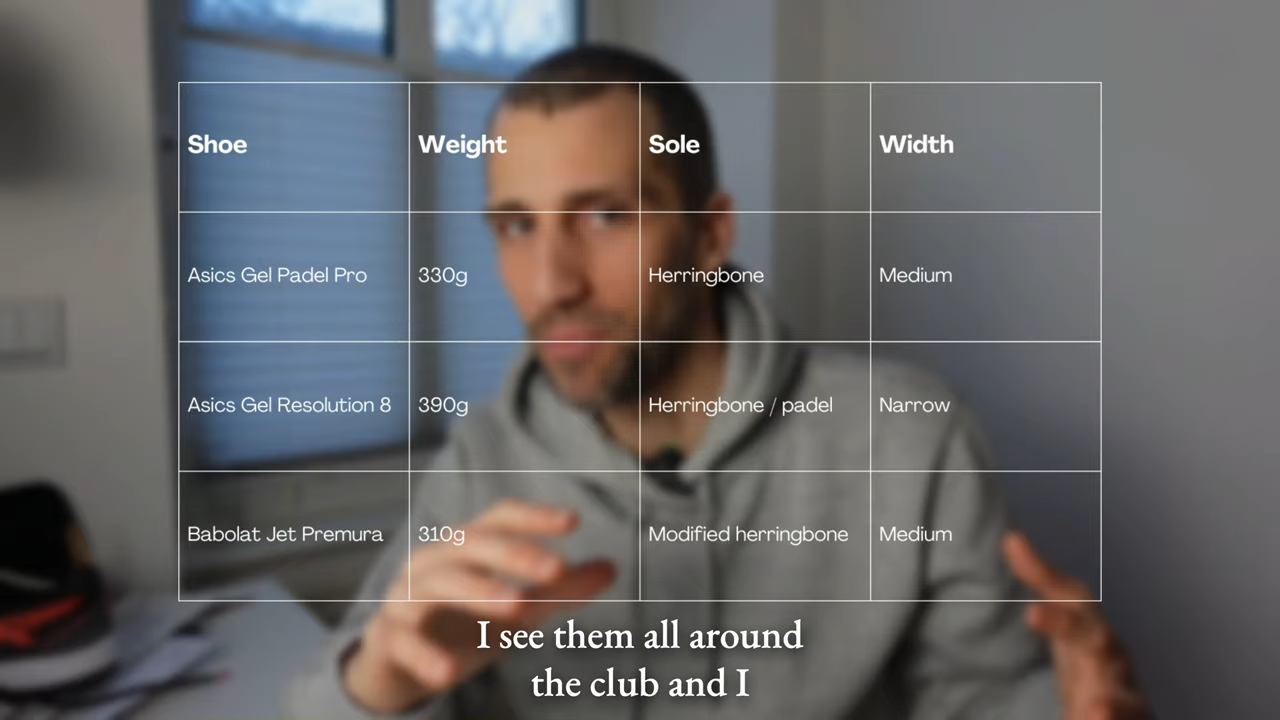 Shoe Weight Sole Width
Asics Gel Padel Pro 330g Herringbone Medium
Asics Gel Resolution 8 390g Herringbone / padel Narrow
Babolat Jet Premura 310g Modified herringbone Medium
I see them all around
the club and I